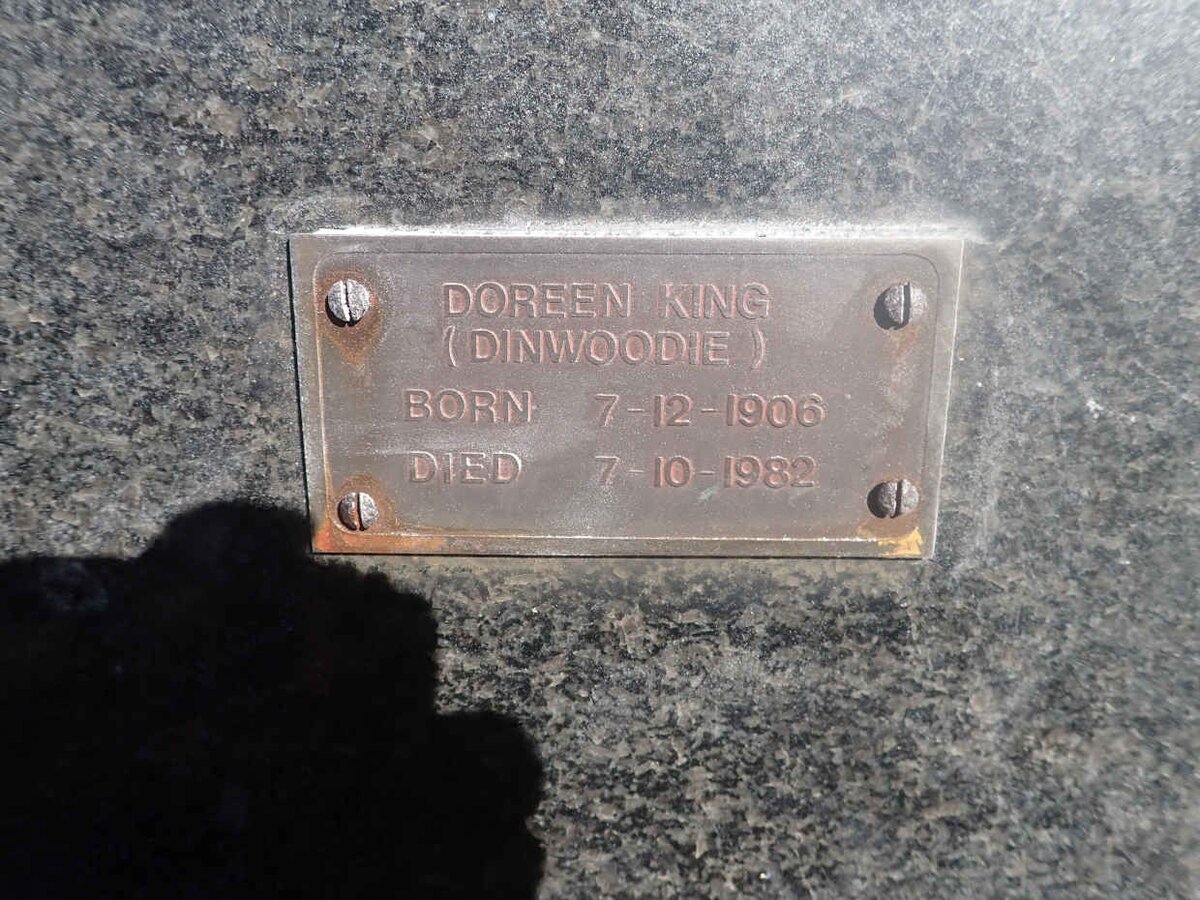 DOREEN KING
( DINWOODIE )
BORN 7-12-1906
DIED 7-10-1982